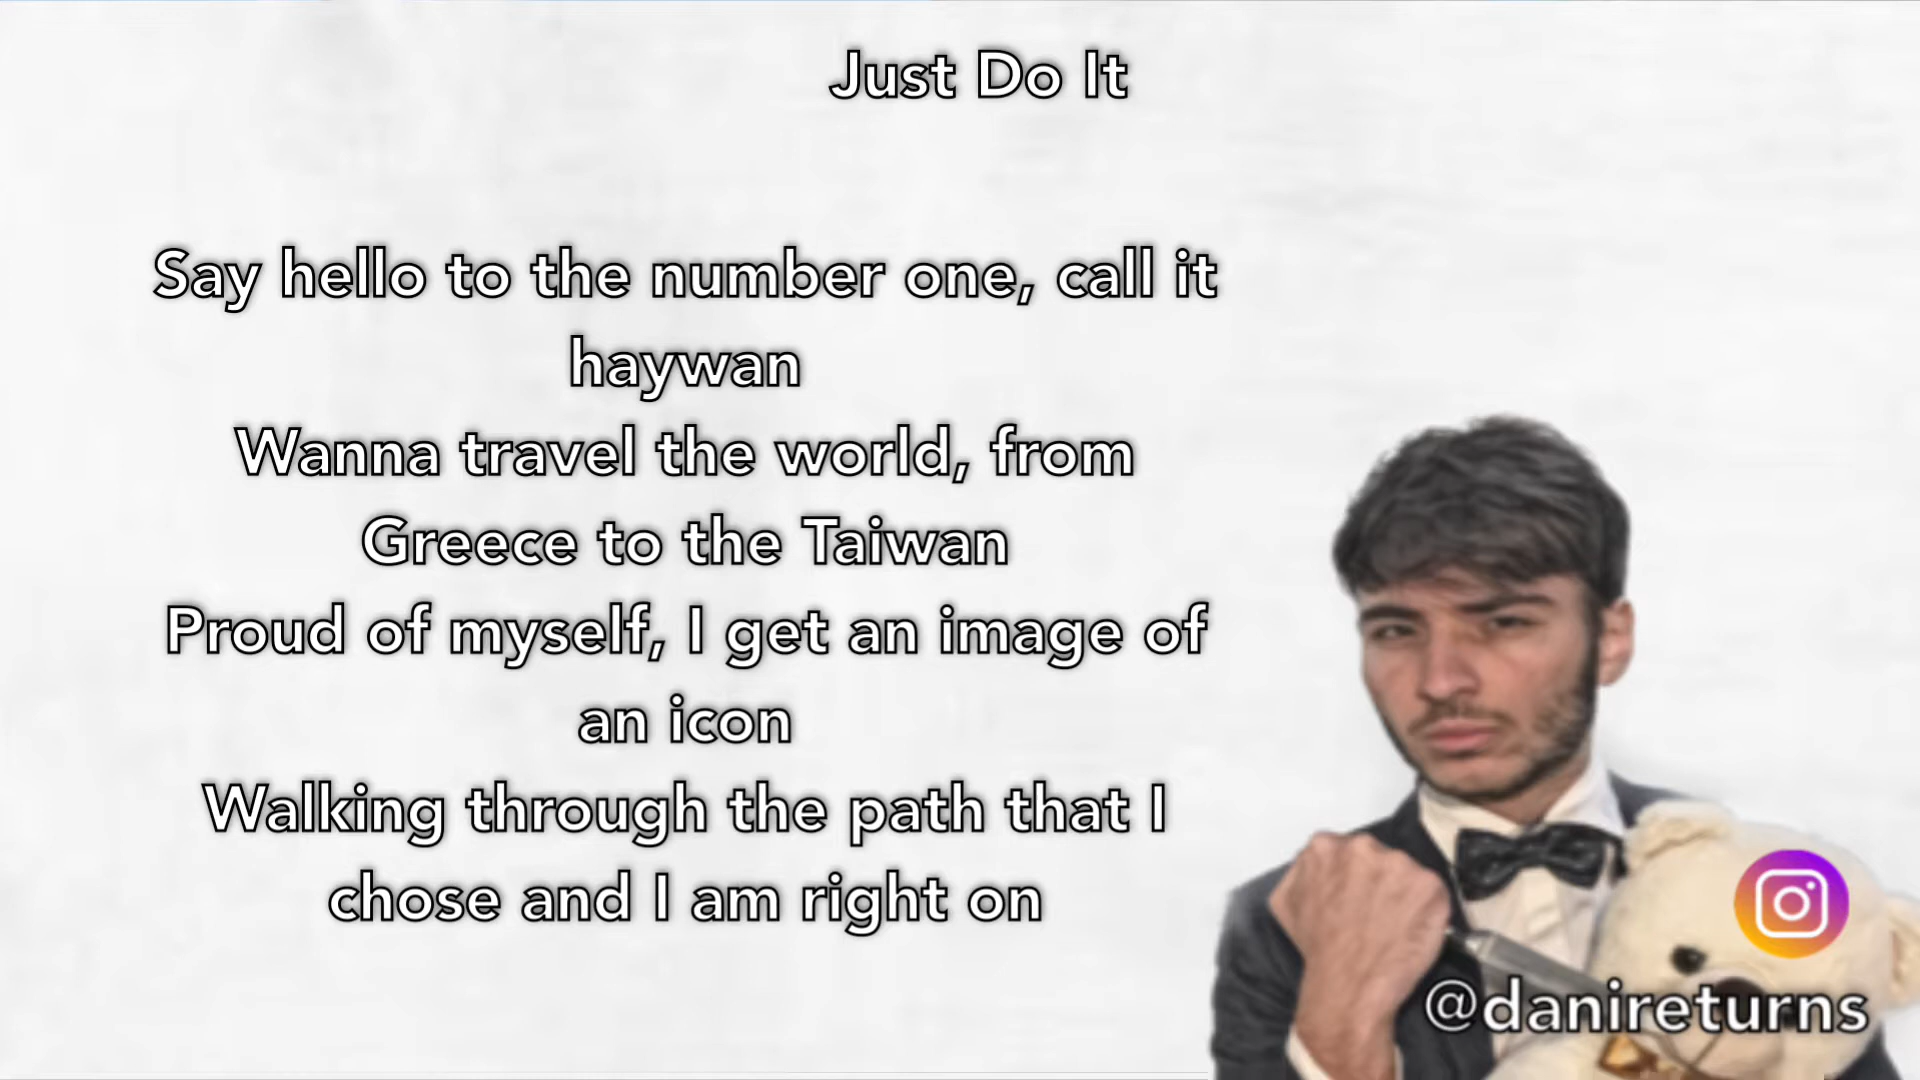 Just Do It
Say hello to the number one, call it
haywan
Wanna travel the world, from
Greece to the Taiwan
Proud of myself, I get an image of
an icon
Walking through the path that I
chose and I am right on
@danireturns